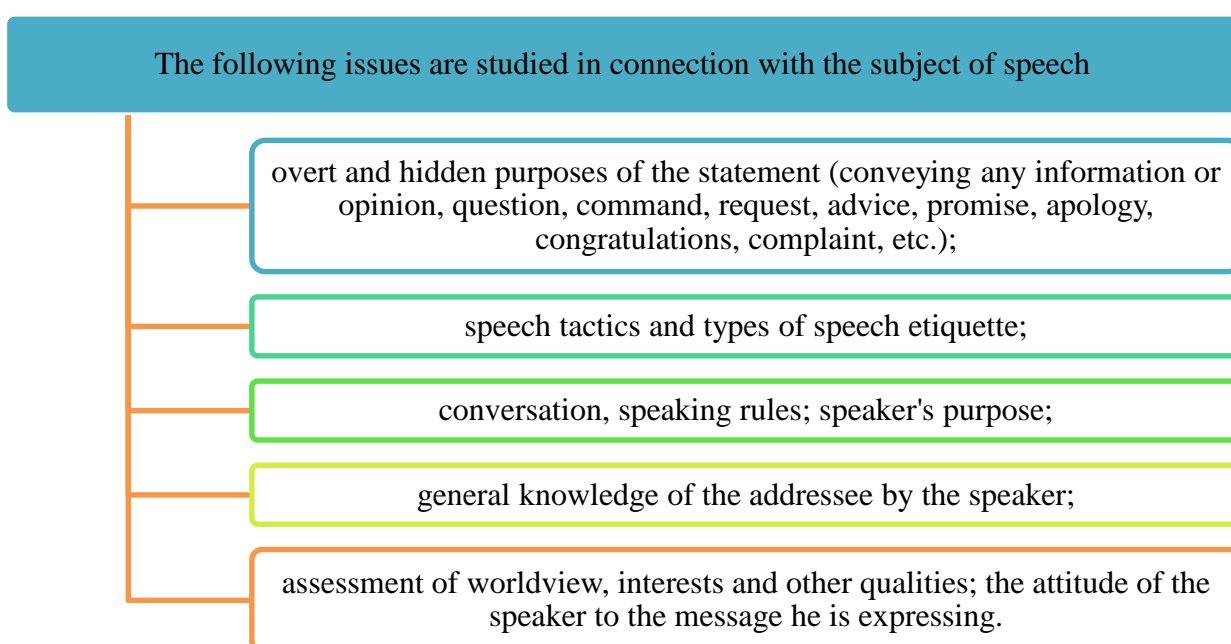 The following issues are studied in connection with the subject of speech
overt and hidden purposes of the statement (conveying any information or
opinion, question, command, request, advice, promise, apology,
congratulations, complaint, etc.);
speech tactics and types of speech etiquette;
conversation, speaking rules; speaker's purpose;
general knowledge of the addressee by the speaker;
assessment of worldview, interests and other qualities; the attitude of the
speaker to the message he is expressing.